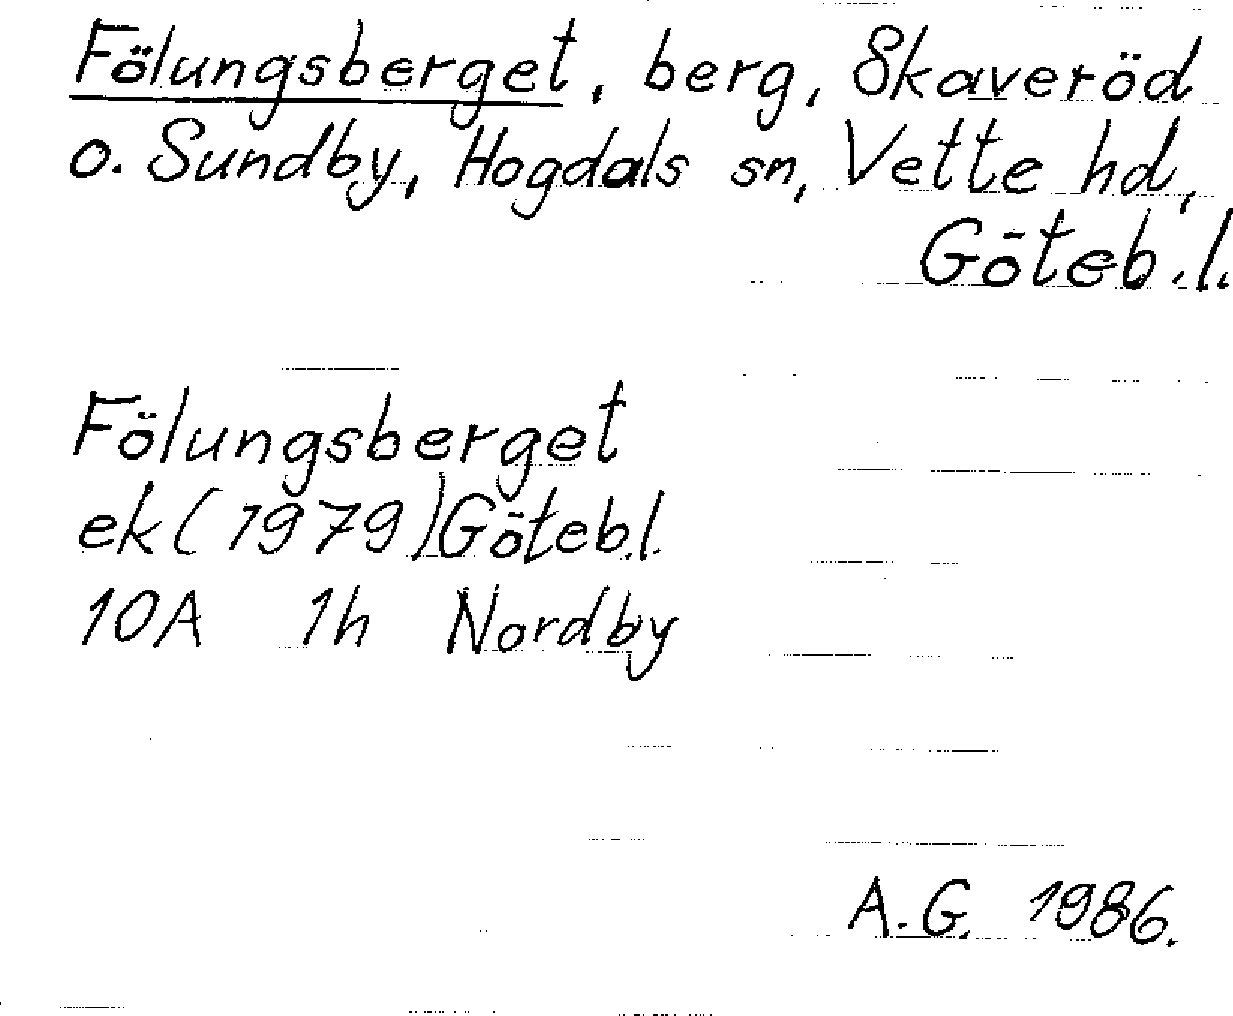 Fölungsberget, berg, Skaveröd
o. Sundby, Hogdals sn, Vette hd,
Göteb.l.
Fölungsberget
ek (1979) Göteb.l.
10A 1h Nordby
A.G. 1986.